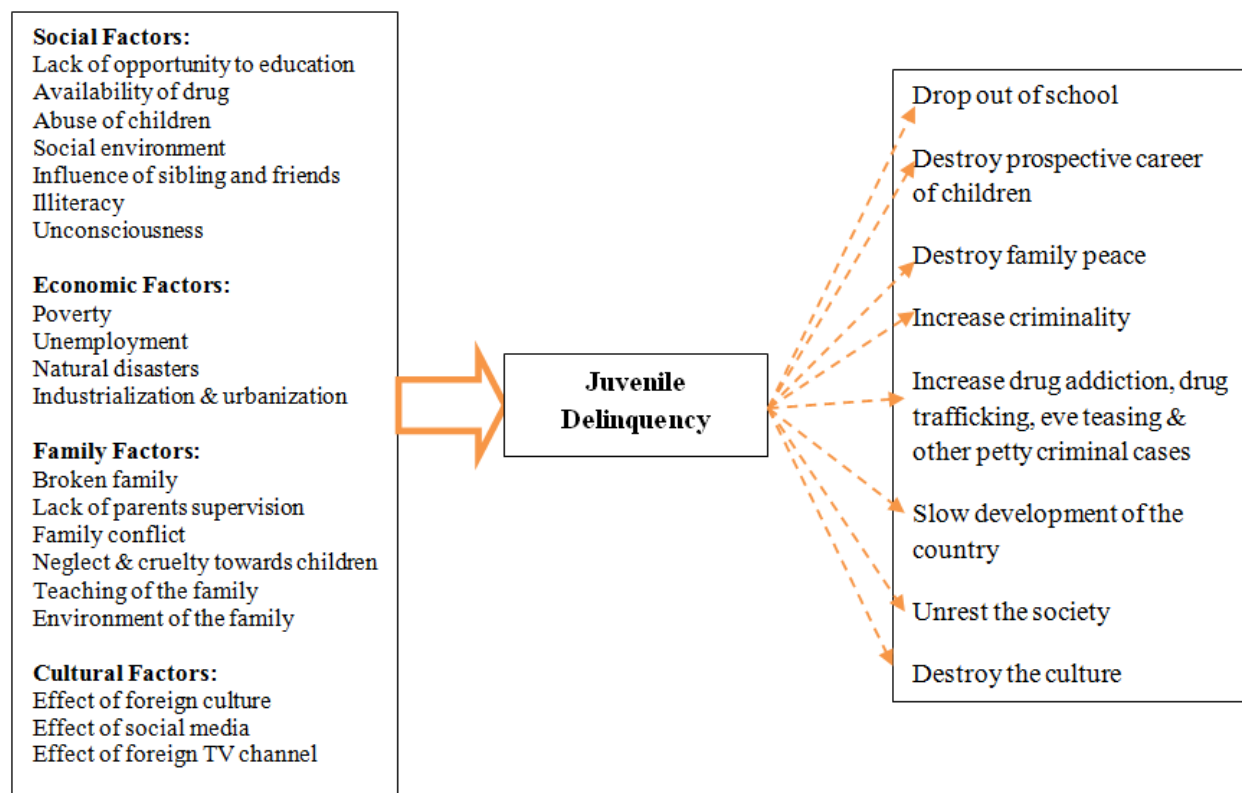 Social Factors:
Lack of opportunity to education
Availability of drug
Abuse of children
Social environment
Influence of sibling and friends
Illiteracy
Unconsciousness
Economic Factors:
Poverty
Unemployment
Natural disasters
Industrialization & urbanization
Family Factors:
Broken family
Lack of parents supervision
Family conflict
Neglect & cruelty towards children
Teaching of the family
Environment of the family
Cultural Factors:
Effect of foreign culture
Effect of social media
Effect of foreign TV channel
Juvenile
Delinquency
Drop out of school
Destroy prospective career
of children
Destroy family peace
Increase criminality
Increase drug addiction, drug
trafficking, eve teasing &
other petty criminal cases
Slow development of the
country
Unrest the society
Destroy the culture